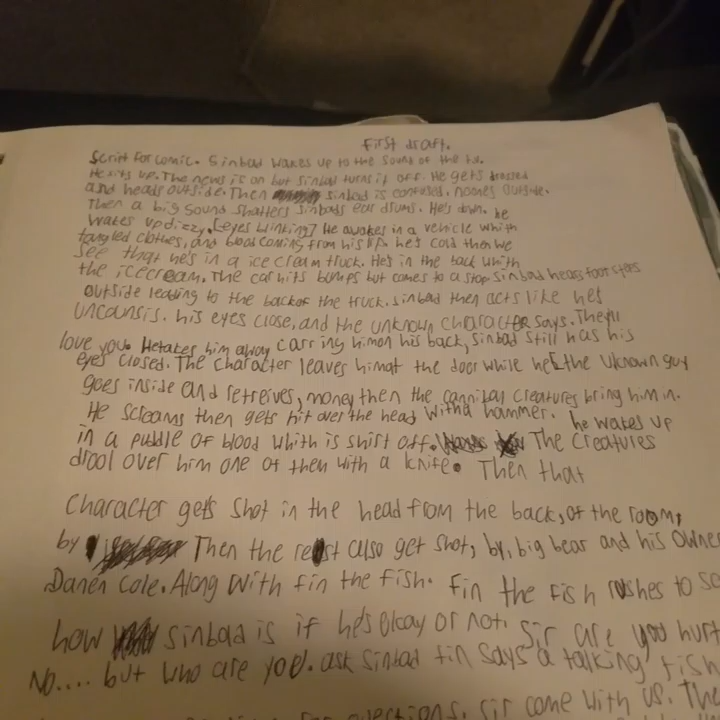 First draft.
Script for comic. Sinbad wakes up to the sound of the t.v.
He sits up. The news is on but sinbad turns it off. He gets dressed
and heads outside. Then sinbad is confused. noones outside.
Then a big sound shatters sinbads ear drums. He's down. he
wakes up dizzy. [eyes blinking] He awakes in a vehicle whith
tangled clothes, and blood coming from his lip. he's cold then we
see that he's in a ice cream truck. He's in the back with
the icecream. The car hits bumps but comes to a stop sinbad hears foot steps
outside leading to the back of the truck. sinbad then acts like he's
uncounsis. his eyes close, and the unknown character says. They'll
love you. He takes him away carring him on his back, sinbad still has his
eyes closed. The character leaves him at the door while he [the uknown guy
goes inside and retreives, money then the cannibal creatures bring him in.
He screams then gets hit over the head with a hammer. he wakes up
in a puddle of blood whith is shirt off. The creatures
drool over him one of them with a knife. Then that
Character gets shot in the head from the back, of the room,
by Then the rest also get shot, by, big bear and his owner
Danen Cole. Along with fin the fish. Fin the fish rushes to
how sinbad is if he's okay or not. Sir are you hurt
No.... but who are you. ask sinbad fin says a talking fish
sir come with us. The